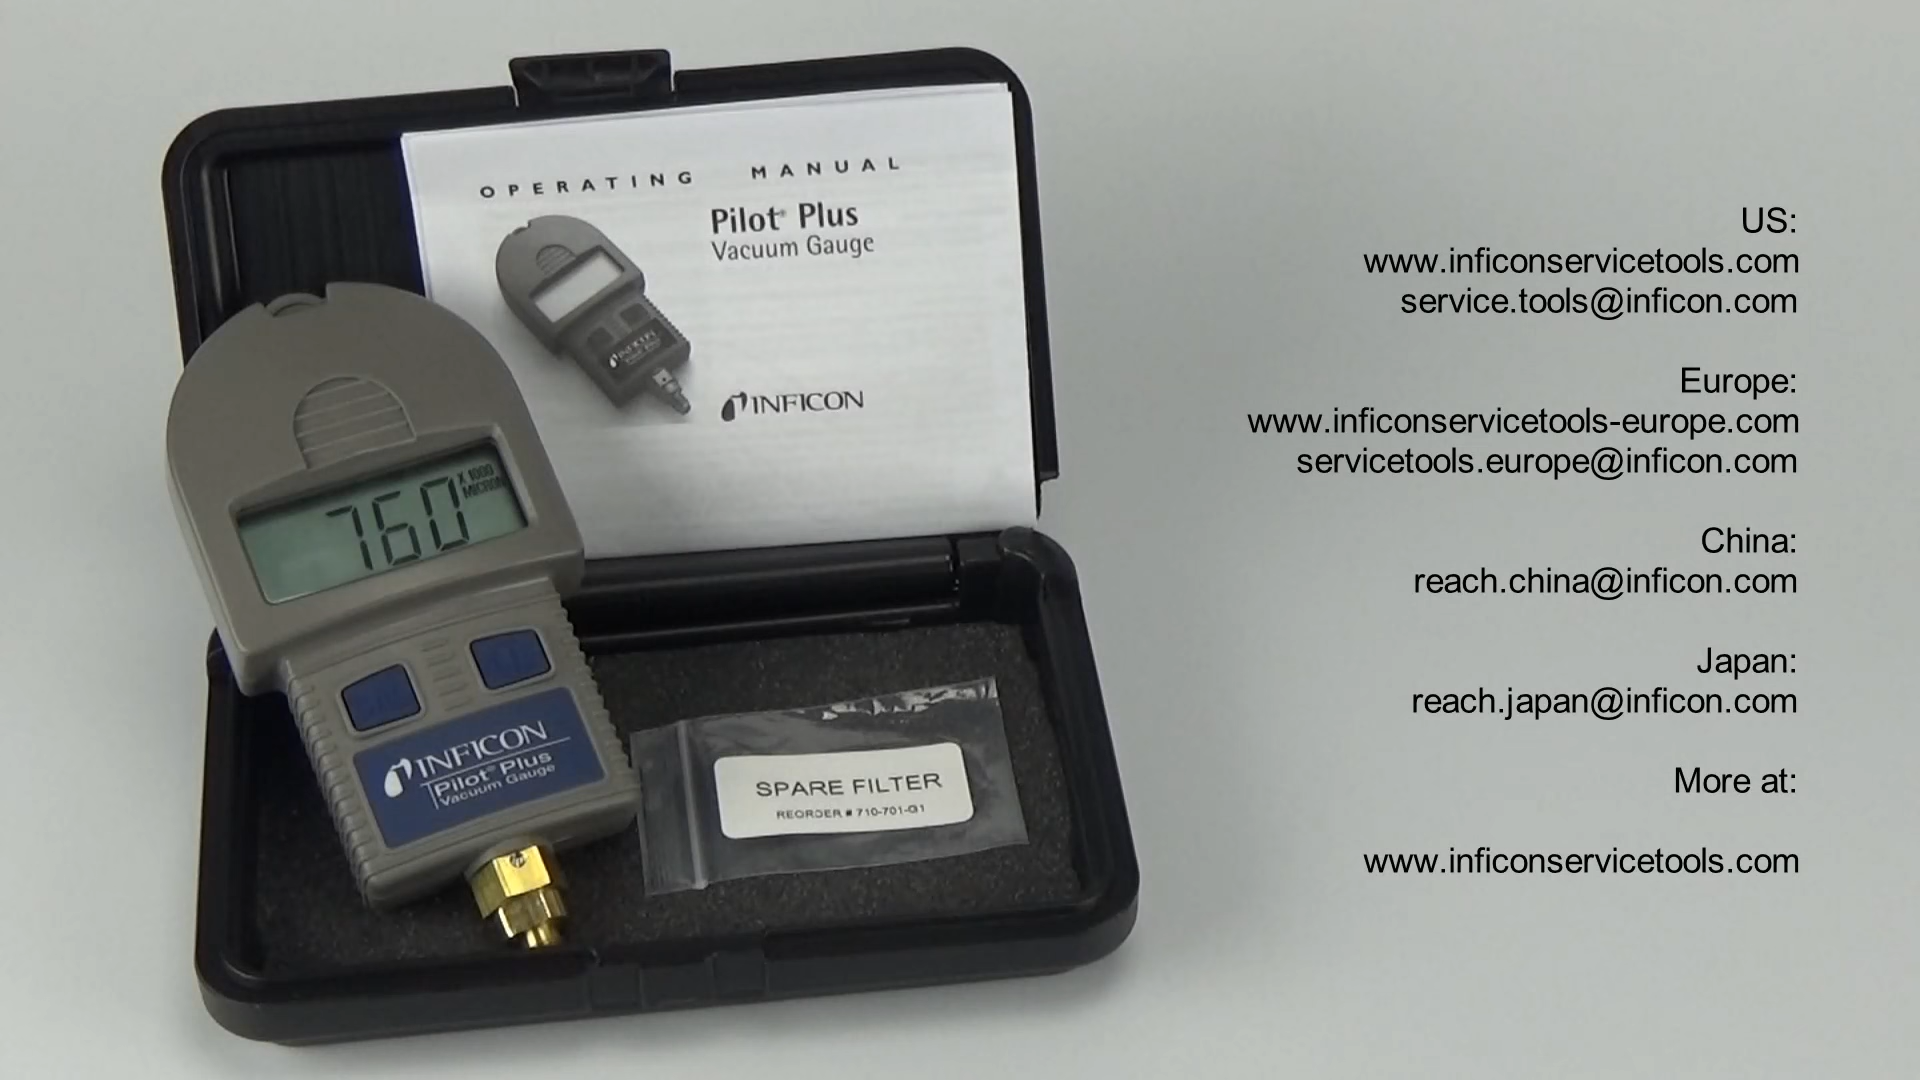 OPERATING MANUAL
Pilot® Plus
Vacuum Gauge
INFICON
760
X 1000
MICRON
INFICON
Pilot® Plus
Vacuum Gauge
SPARE FILTER
REORDER # 710-701-G1
US:
www.inficonservicetools.com
service.tools@inficon.com
Europe:
www.inficonservicetools-europe.com
servicetools.europe@inficon.com
China:
reach.china@inficon.com
Japan:
reach.japan@inficon.com
More at:
www.inficonservicetools.com